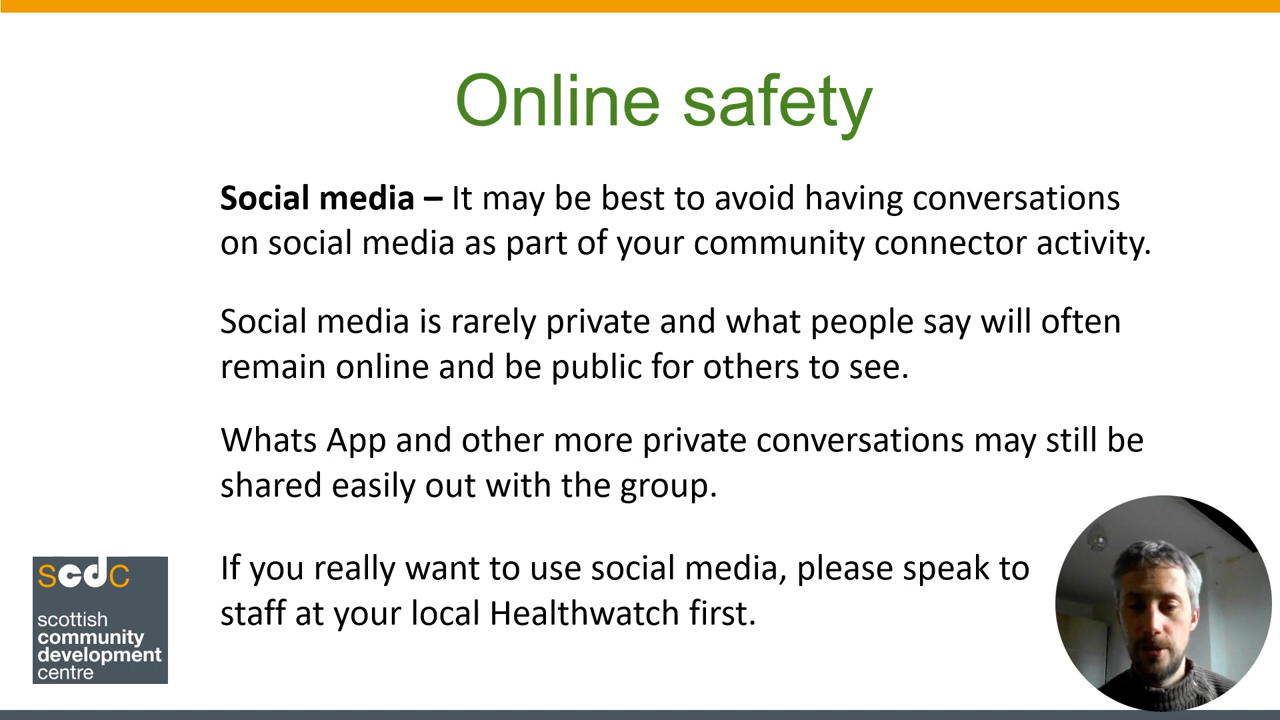 Online safety
Social media – It may be best to avoid having conversations
on social media as part of your community connector activity.
Social media is rarely private and what people say will often
remain online and be public for others to see.
Whats App and other more private conversations may still be
shared easily out with the group.
If you really want to use social media, please speak to
staff at your local Healthwatch first.
scdc
scottish
community
development
centre